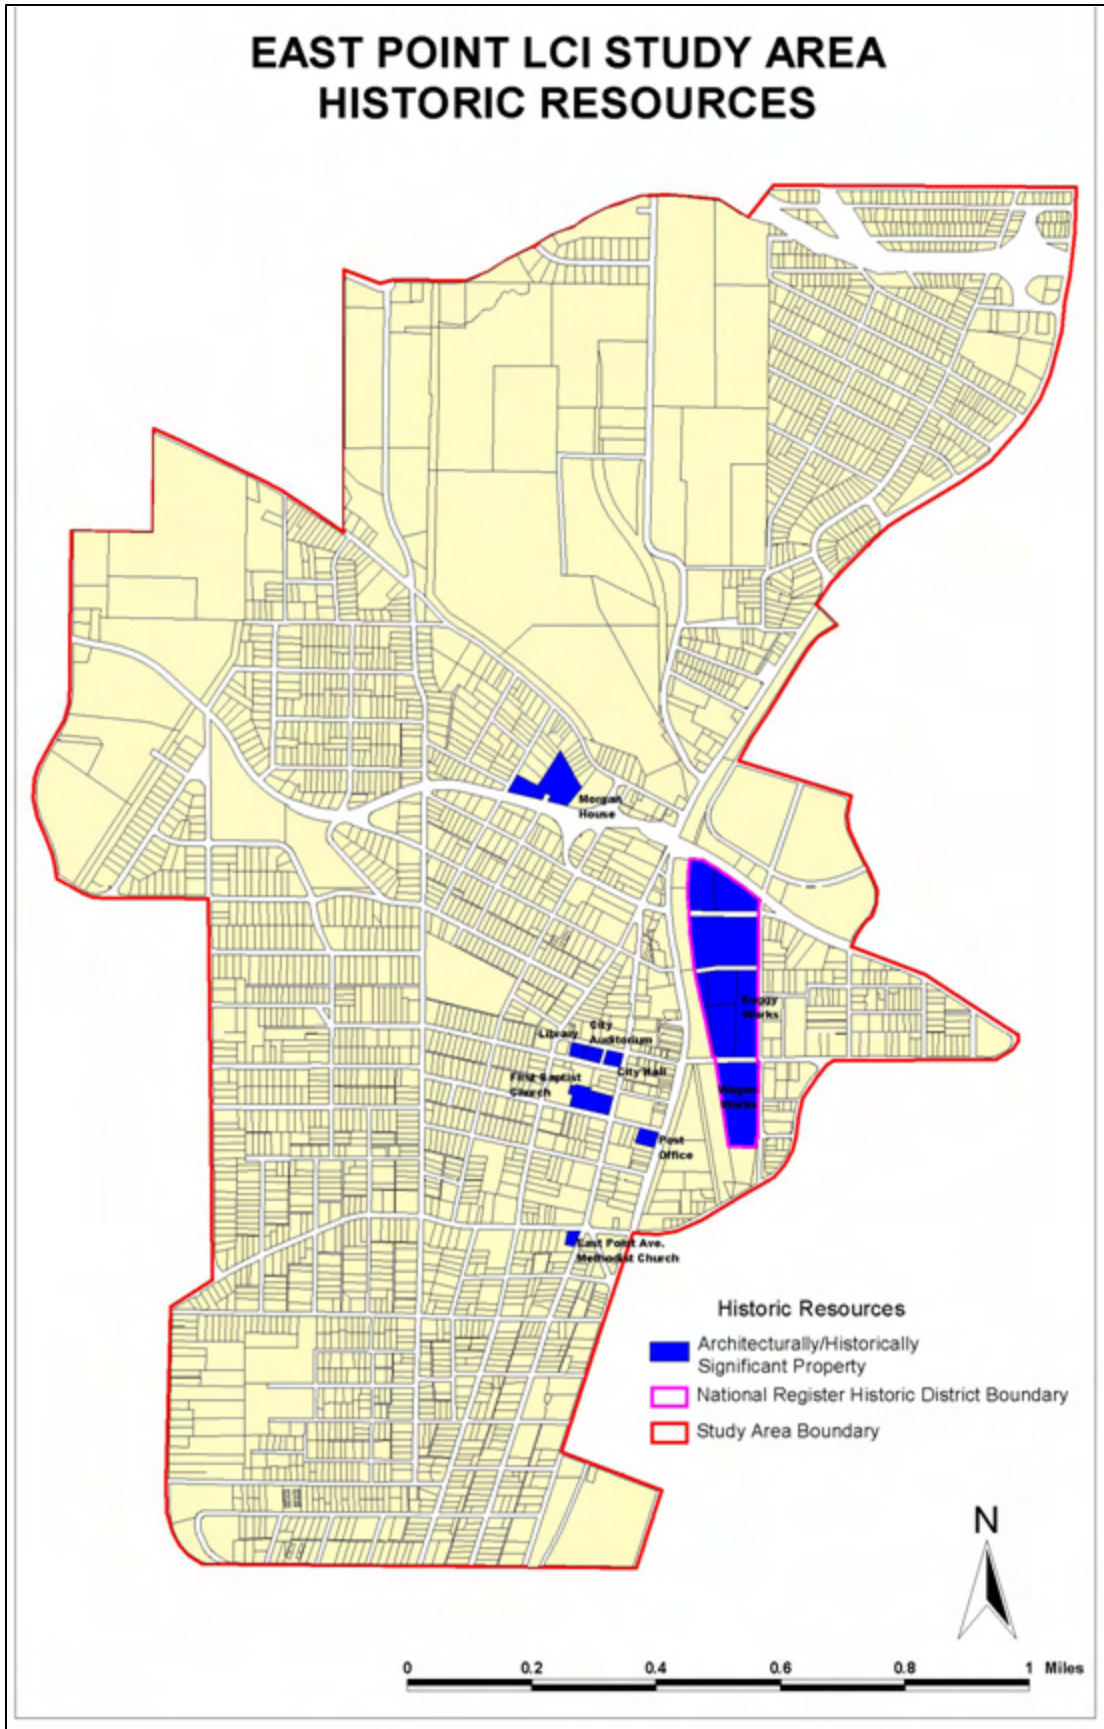 EAST POINT LCI STUDY AREA
HISTORIC RESOURCES
Morgan
House
Buggy
Works
Library
City
Auditorium
City Hall
First Baptist
Church
Wagon
Works
Post
Office
East Point Ave.
Methodist Church
Historic Resources
Architecturally/Historically
Significant Property
National Register Historic District Boundary
Study Area Boundary
N
0 0.2 0.4 0.6 0.8 1 Miles